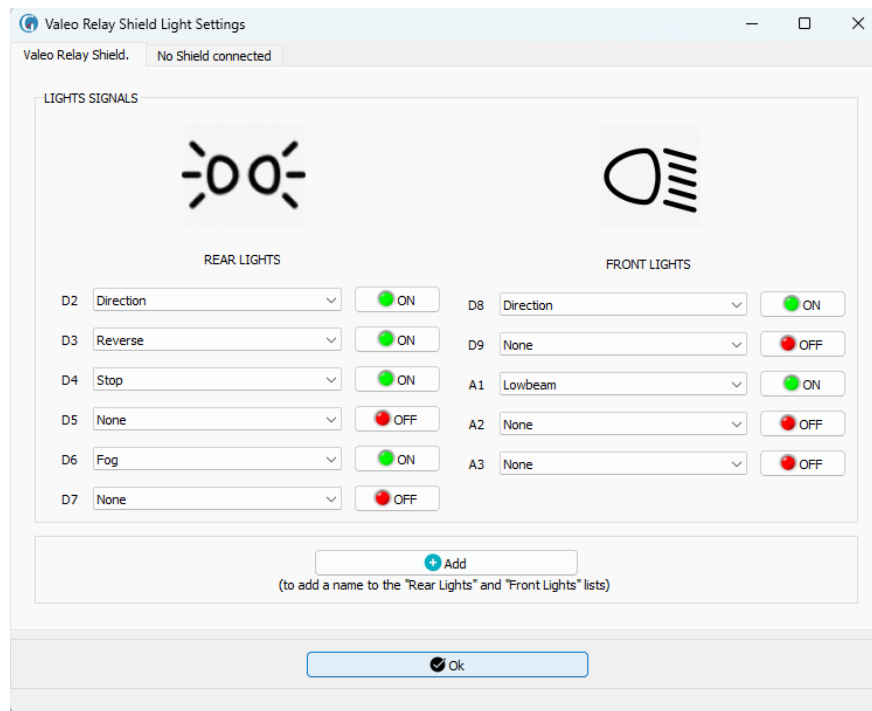 Valeo Relay Shield Light Settings
Valeo Relay Shield. No Shield connected
LIGHTS SIGNALS
REAR LIGHTS
D2 Direction ON
D3 Reverse ON
D4 Stop ON
D5 None OFF
D6 Fog ON
D7 None OFF
FRONT LIGHTS
D8 Direction ON
D9 None OFF
A1 Lowbeam ON
A2 None OFF
A3 None OFF
Add
(to add a name to the "Rear Lights" and "Front Lights" lists)
Ok